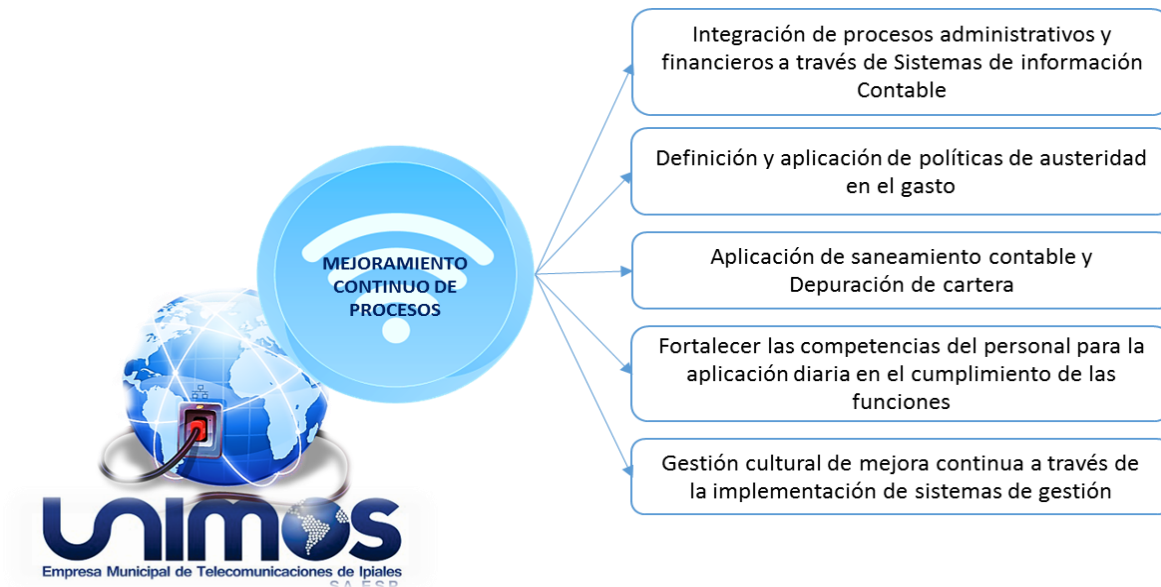 Integración de procesos administrativos y
financieros a través de Sistemas de información
Contable
Definición y aplicación de políticas de austeridad
en el gasto
Aplicación de saneamiento contable y
Depuración de cartera
Fortalecer las competencias del personal para la
aplicación diaria en el cumplimiento de las
funciones
Gestión cultural de mejora continua a través de
la implementación de sistemas de gestión
MEJORAMIENTO
CONTINUO DE
PROCESOS
UNIMOS
Empresa Municipal de Telecomunicaciones de Ipiales
S.A E.S.P